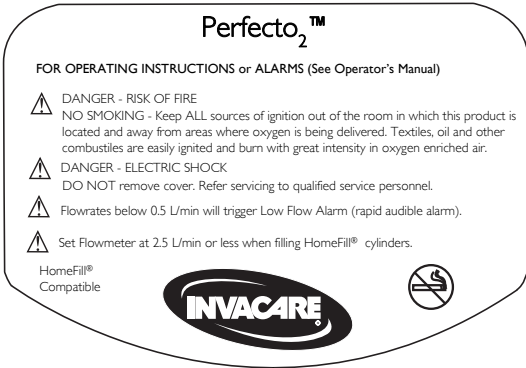 Perfecto2™
FOR OPERATING INSTRUCTIONS or ALARMS (See Operator's Manual)
DANGER - RISK OF FIRE
NO SMOKING - Keep ALL sources of ignition out of the room in which this product is
located and away from areas where oxygen is being delivered. Textiles, oil and other
combustiles are easily ignited and burn with great intensity in oxygen enriched air.
DANGER - ELECTRIC SHOCK
DO NOT remove cover. Refer servicing to qualified service personnel.
Flowrates below 0.5 L/min will trigger Low Flow Alarm (rapid audible alarm).
Set Flowmeter at 2.5 L/min or less when filling HomeFill® cylinders.
HomeFill®
Compatible
INVACARE